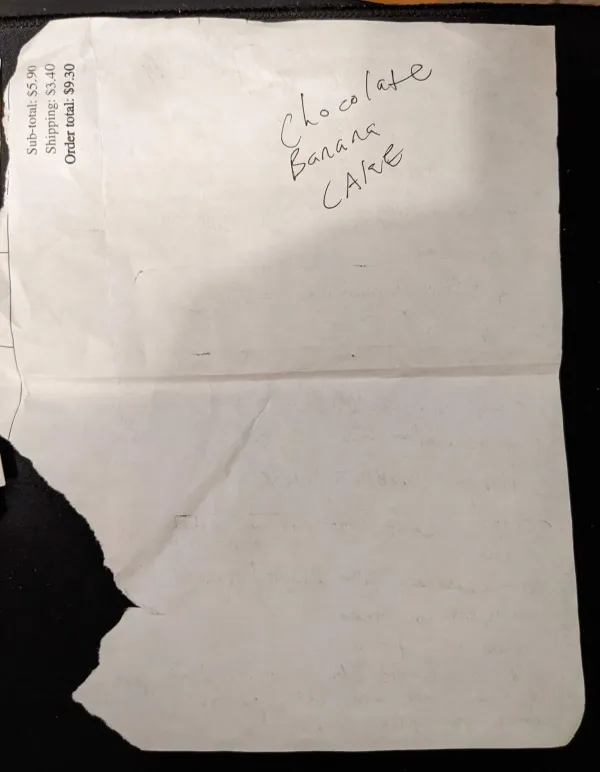 Sub-total: $5.90
Shipping: $3.40
Order total: $9.30
Chocolate
Banana
CAKE